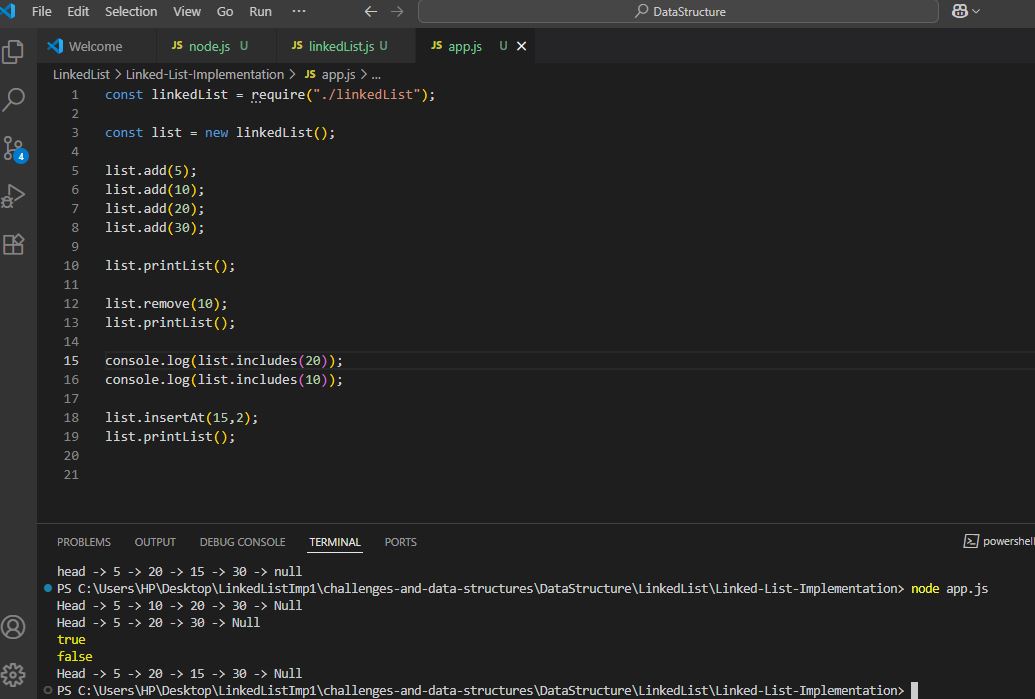 File Edit Selection View Go Run ··· DataStructure
Welcome JS node.js U JS linkedList.js U JS app.js U
LinkedList > Linked-List-Implementation > JS app.js > ...
1 const linkedList = require("./linkedList");
2
3 const list = new linkedList();
4
5 list.add(5);
6 list.add(10);
7 list.add(20);
8 list.add(30);
9
10 list.printList();
11
12 list.remove(10);
13 list.printList();
14
15 console.log(list.includes(20));
16 console.log(list.includes(10));
17
18 list.insertAt(15,2);
19 list.printList();
20
21
4
PROBLEMS OUTPUT DEBUG CONSOLE TERMINAL PORTS powershell
head -> 5 -> 20 -> 15 -> 30 -> null
PS C:\Users\HP\Desktop\LinkedListImp1\challenges-and-data-structures\DataStructure\LinkedList\Linked-List-Implementation> node app.js
Head -> 5 -> 10 -> 20 -> 30 -> Null
Head -> 5 -> 20 -> 30 -> Null
true
false
Head -> 5 -> 20 -> 15 -> 30 -> Null
PS C:\Users\HP\Desktop\LinkedListImp1\challenges-and-data-structures\DataStructure\LinkedList\Linked-List-Implementation>